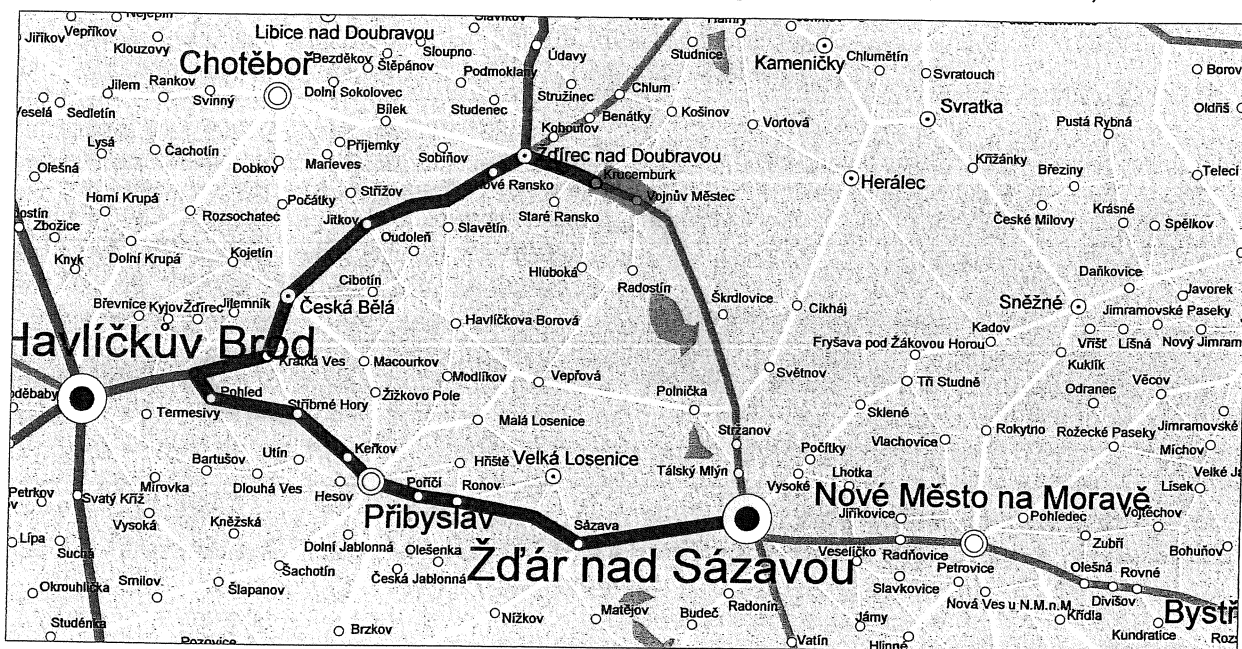 Nejepín
Slavíkov
Hamry
Jiříkov
Vepříkov
Klouzovy
Libice nad Doubravou
Sloupno
Údavy
Studnice
Kameničky
Chlumětín
Svratouch
Chotěboř
Bezděkov
Štěpánov
Podmoklany
Jilem
Rankov
Svinný
Dolní Sokolovec
Bílek
Studenec
Stružinec
Chlum
Košinov
Vortová
Svratka
Oldřiš
Veselá
Sedletín
Benátky
Kohoutov
Pustá Rybná
Lysá
Čachotín
Dobkov
Příjemky
Marieves
Sobíňov
Ždírec nad Doubravou
Krucemburk
Křižánky
Březiny
Telecí
Olešná
Nové Ransko
Vojnův Městec
Herálec
Horní Krupá
Rozsochatec
Počátky
Střížov
Jitkov
Staré Ransko
České Milovy
Krásné
Spělkov
Zbožice
Knyk
Dolní Krupá
Kojetín
Oudoleň
Slavětín
Cibotín
Hluboká
Radostín
Daňkovice
Břevnice
Kyjov
Ždírec
Jilemník
Česká Bělá
Škrdlovice
Cikháj
Sněžné
Javorek
Havlíčkův Brod
Havlíčkova Borová
Kadov
Jimramovské Paseky
Krátká Ves
Macourkov
Fryšava pod Žákovou Horou
Vříšť
Líšná
Nový Jimram
Kuklík
Modlíkov
Vepřová
Světnov
Pohled
Stříbrné Hory
Žižkovo Pole
Polnička
Tři Studně
Odranec
Věcov
Termesivy
Malá Losenice
Sklené
Stržanov
Vlachovice
Rokytno
Rožecké Paseky
Jimramovské
Míchov
Bartušov
Utín
Keřkov
Hřiště
Velká Losenice
Počítky
Tálský Mlýn
Vysoké
Lhotka
Lísek
Petrkov
Svatý Kříž
Mírovka
Dlouhá Ves
Hesov
Poříčí
Ronov
Nové Město na Moravě
Vysoká
Kněžská
Přibyslav
Jiříkovice
Pohledec
Vojtěchov
Lípa
Suchá
Dolní Jablonná
Olešenka
Sázava
Žďár nad Sázavou
Veselíčko
Radňovice
Zubří
Bohuňov
Okrouhlička
Smilov
Šlapanov
Šachotín
Česká Jablonná
Slavkovice
Petrovice
Olešná
Rovné
Nová Ves u N.M.n.M.
Divišov
Studénka
Brzkov
Nížkov
Matějov
Budeč
Radonín
Vatín
Jámy
Hlinné
Křídla
Kundratice